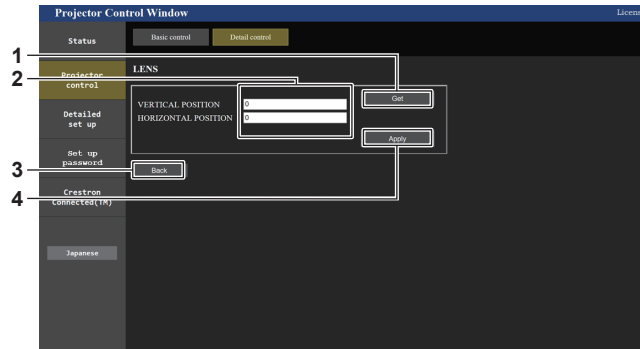 Projector Control Window
Licens
Status
Basic control
Detail control
1
2
Projector
control
LENS
VERTICAL POSITION
0
Get
HORIZONTAL POSITION
0
Detailed
set up
Apply
Set up
password
3
Back
4
Crestron
Connected(TM)
Japanese